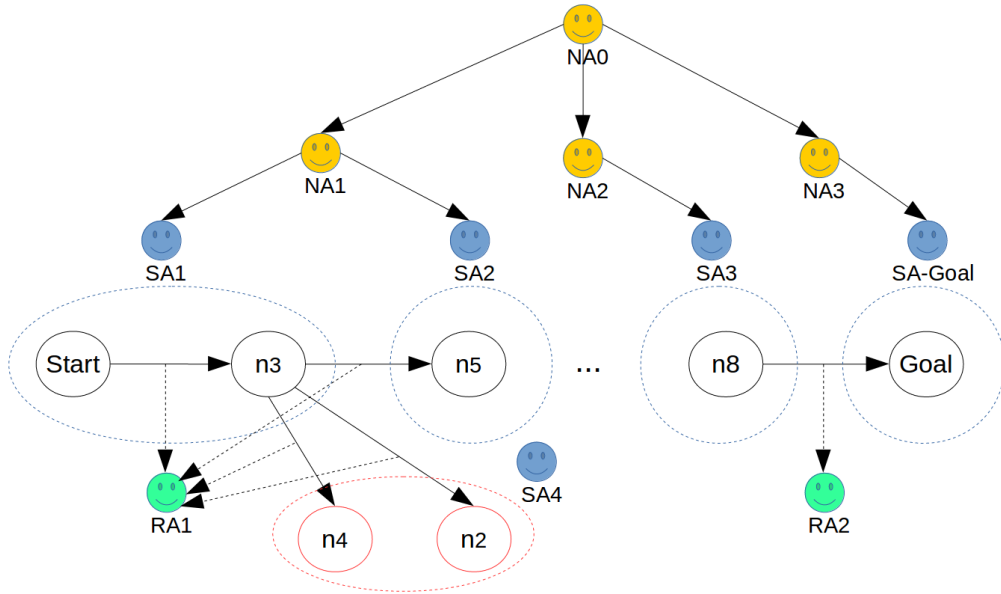 NA0
NA1
NA2
NA3
SA1
SA2
SA3
SA-Goal
Start
n3
n5
...
n8
Goal
SA4
RA1
RA2
n4
n2